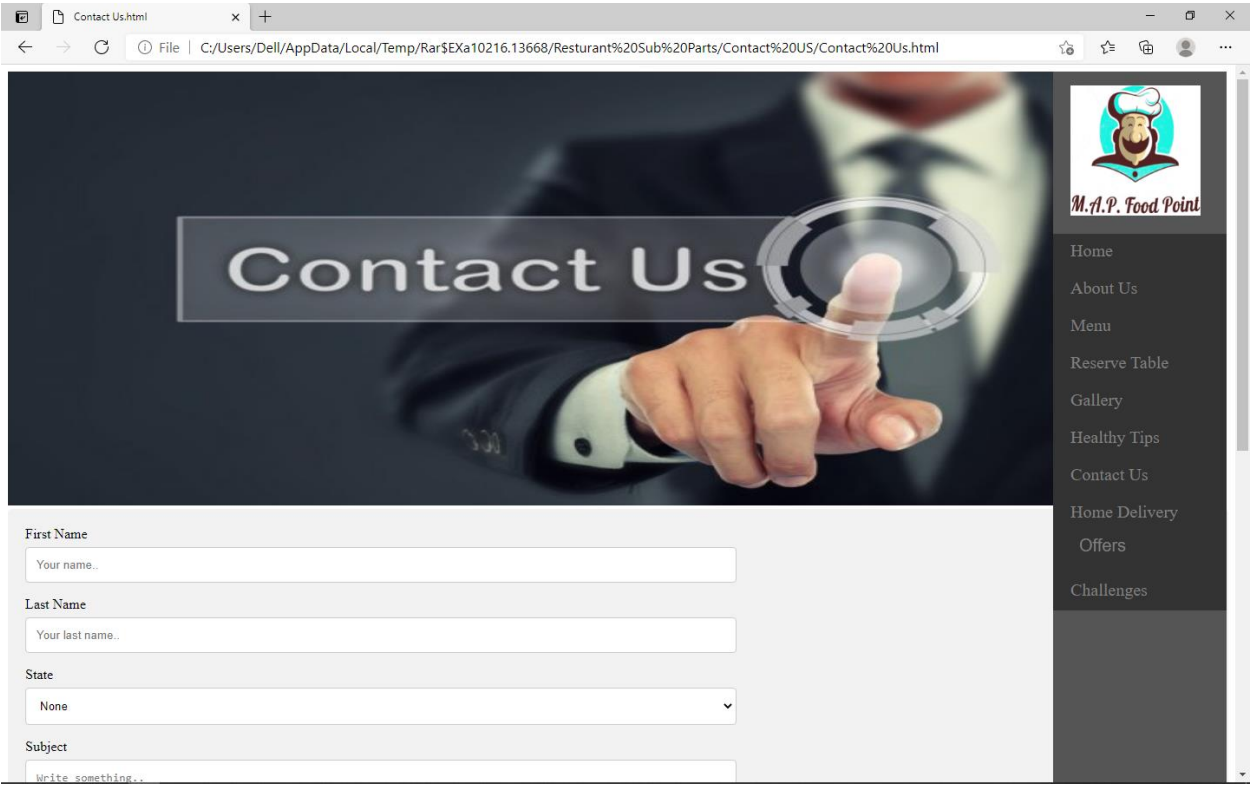 Contact Us.html
File | C:/Users/Dell/AppData/Local/Temp/Rar$EXa10216.13668/Resturant%20Sub%20Parts/Contact%20US/Contact%20Us.html
Contact Us
M.A.P. Food Point
Home
About Us
Menu
Reserve Table
Gallery
Healthy Tips
Contact Us
Home Delivery
Offers
Challenges
First Name
Your name..
Last Name
Your last name..
State
None
Subject
Write something..